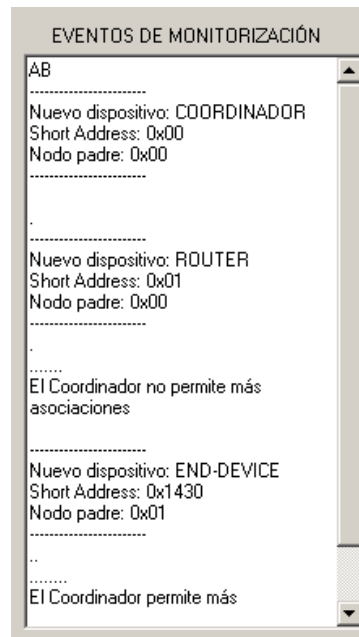 EVENTOS DE MONITORIZACIÓN
AB
-----------------------
Nuevo dispositivo: COORDINADOR
Short Address: 0x00
Nodo padre: 0x00
-----------------------
.
-----------------------
Nuevo dispositivo: ROUTER
Short Address: 0x01
Nodo padre: 0x00
-----------------------
.
.......
El Coordinador no permite más
asociaciones
-----------------------
Nuevo dispositivo: END-DEVICE
Short Address: 0x1430
Nodo padre: 0x01
-----------------------
..
........
El Coordinador permite más